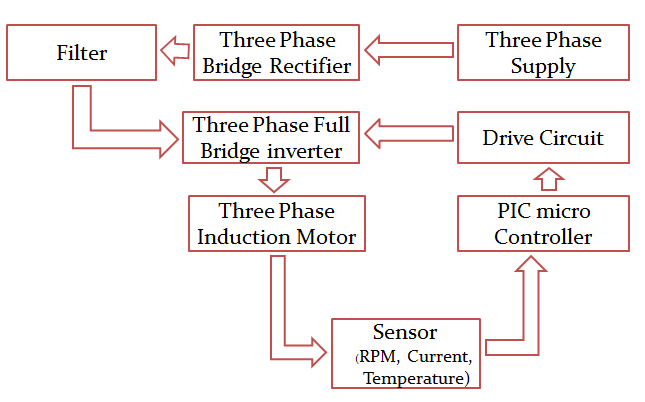 Filter
Three Phase
Bridge Rectifier
Three Phase
Supply
Three Phase Full
Bridge inverter
Drive Circuit
Three Phase
Induction Motor
PIC micro
Controller
Sensor
(RPM, Current,
Temperature)